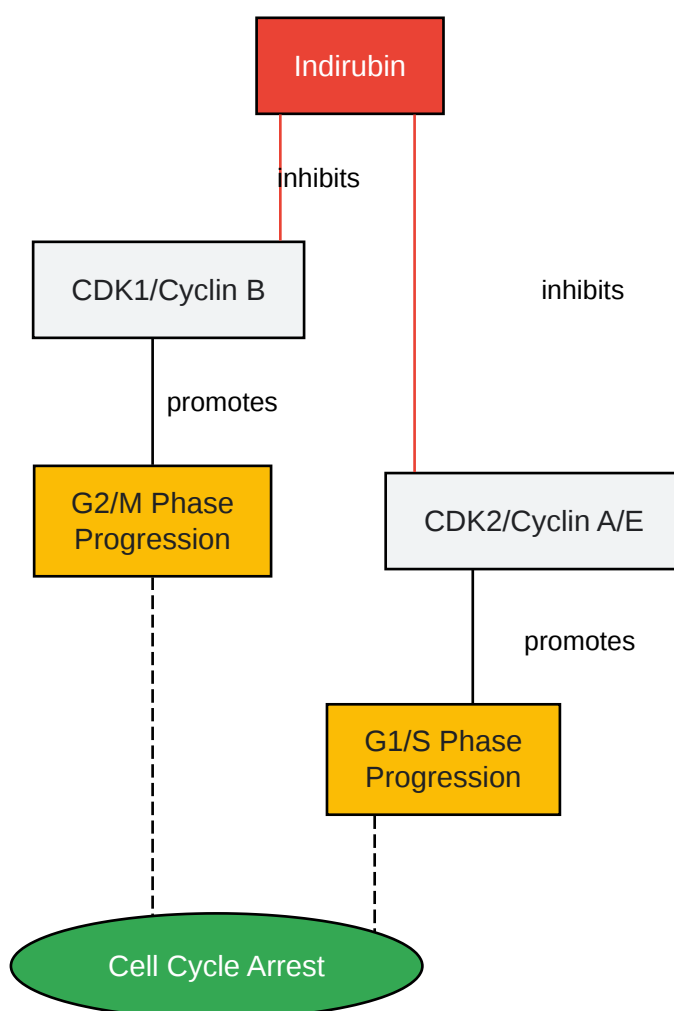 Indirubin
inhibits
CDK1/Cyclin B
inhibits
promotes
G2/M Phase
Progression
CDK2/Cyclin A/E
promotes
G1/S Phase
Progression
Cell Cycle Arrest